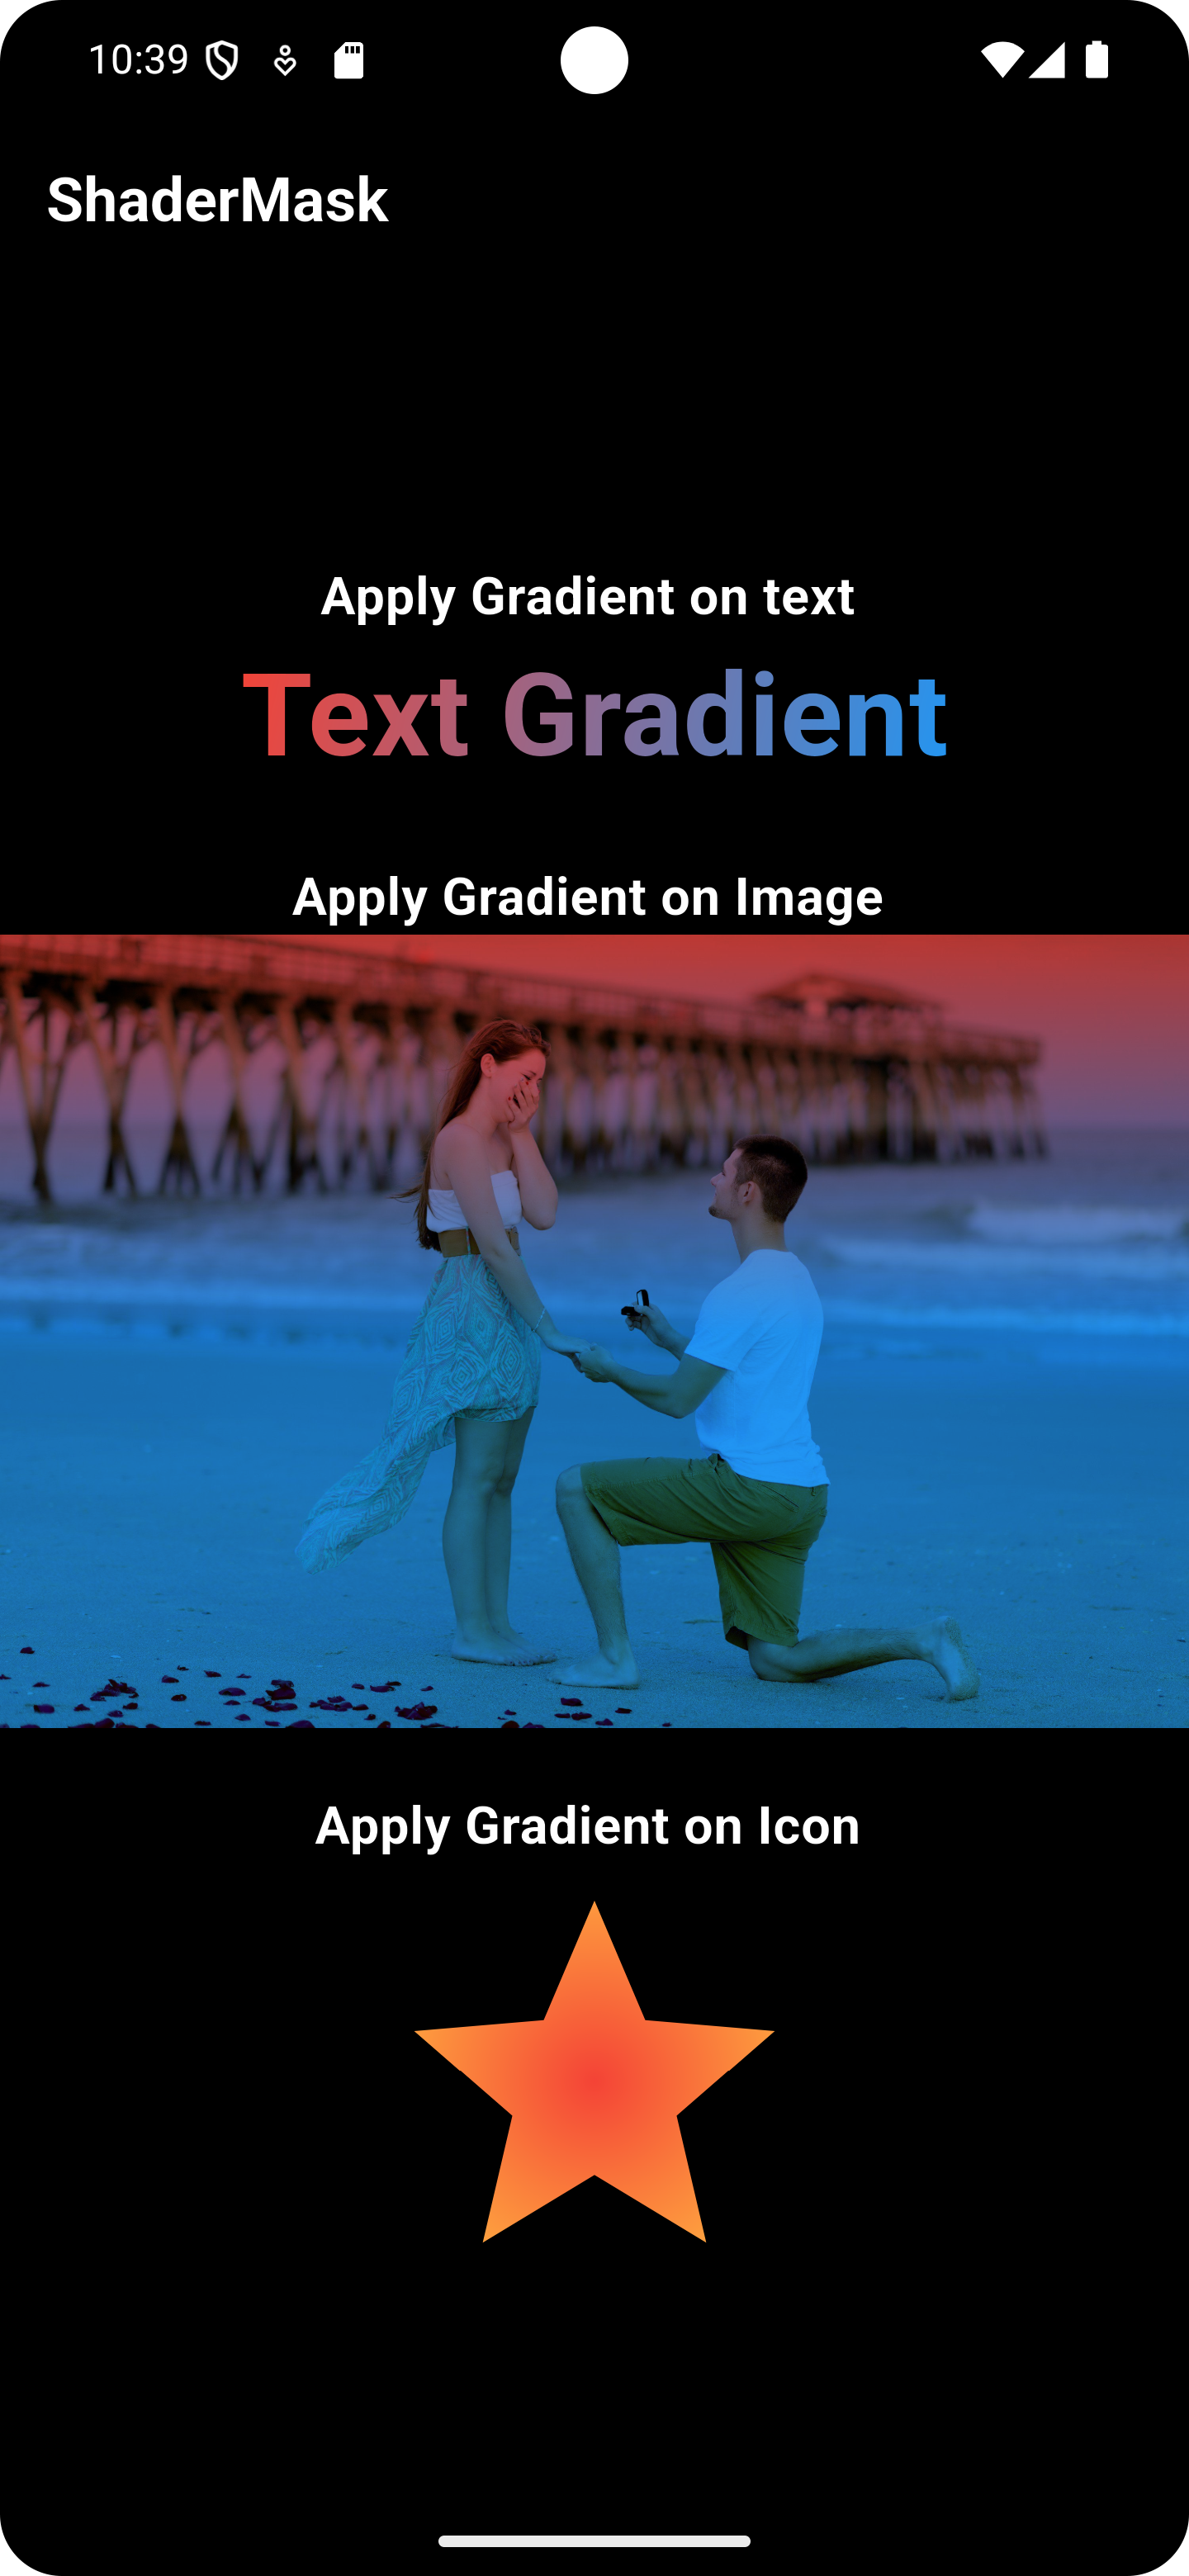 10:39
ShaderMask
Apply Gradient on text
Text Gradient
Apply Gradient on Image
Apply Gradient on Icon